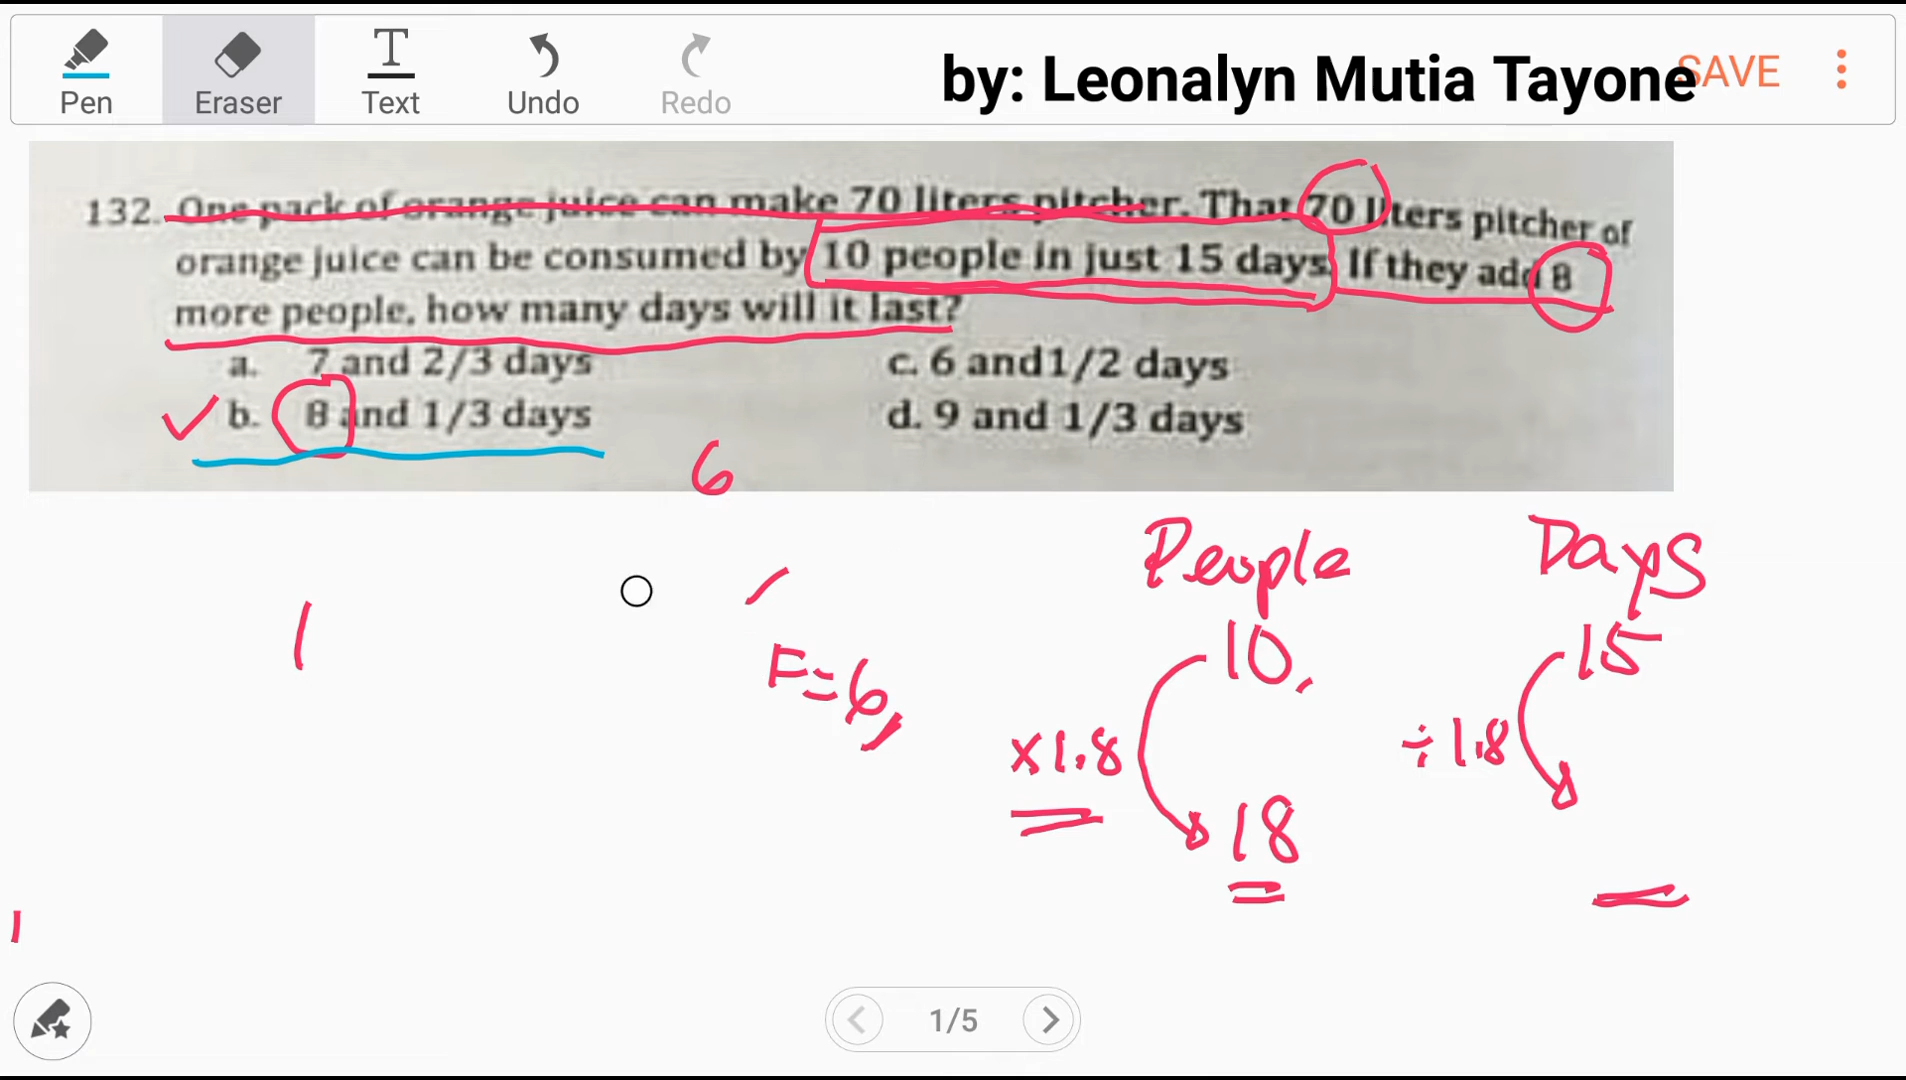 Pen Eraser Text Undo Redo by: Leonalyn Mutia Tayone SAVE
132. One pack of orange juice can make 70 liters pitcher. That 70 liters pitcher of
orange juice can be consumed by 10 people in just 15 days. If they add 8
more people, how many days will it last?
a. 7 and 2/3 days c. 6 and1/2 days
b. 8 and 1/3 days d. 9 and 1/3 days
6
People Days
10 15
F=6
×1.8 ÷1.8
18
1/5